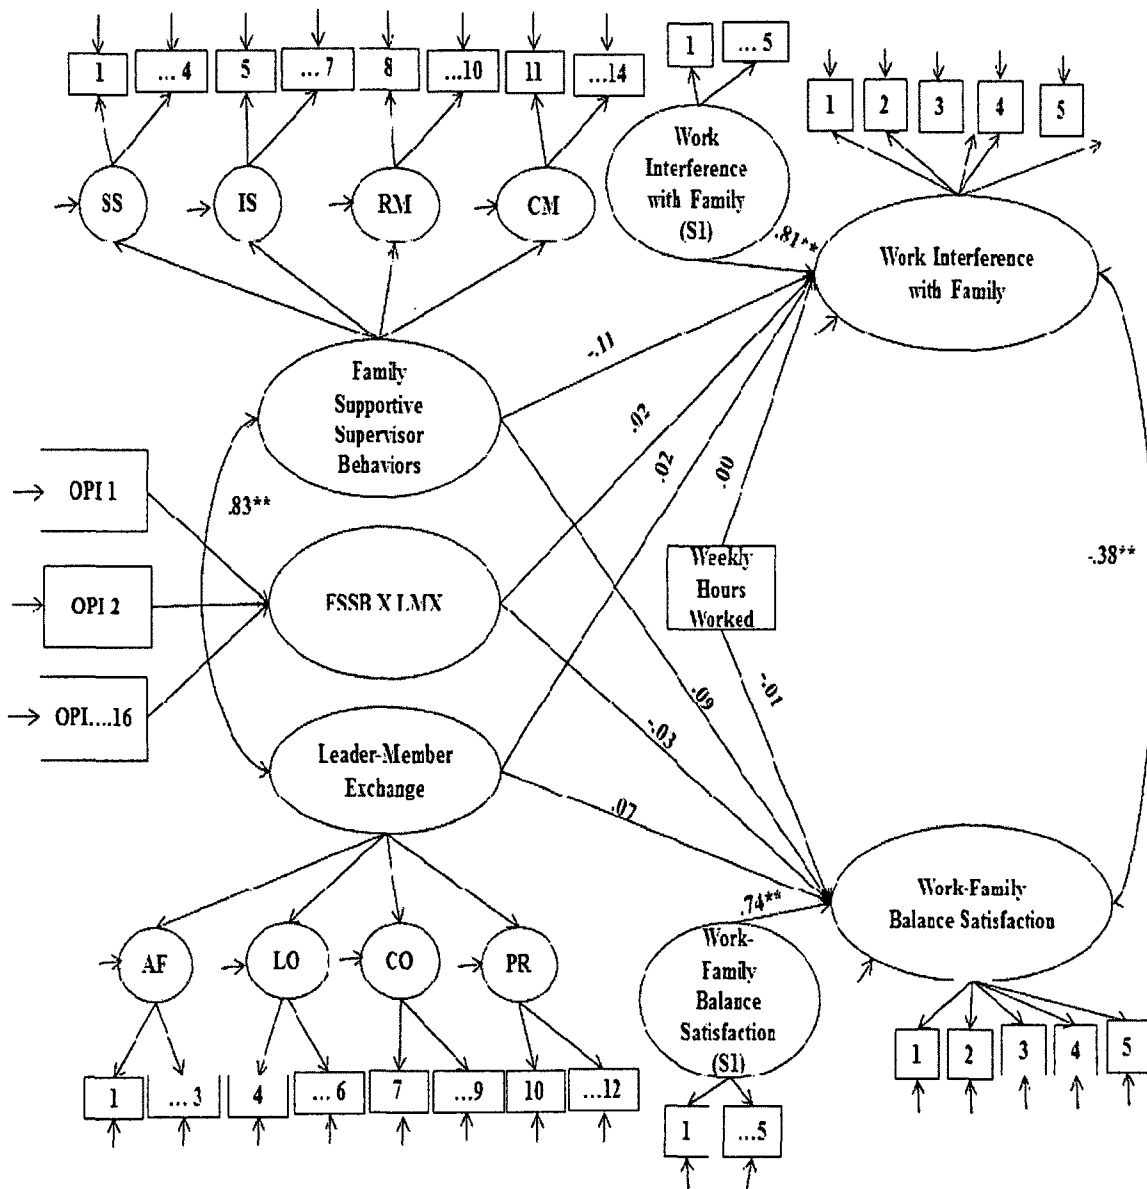 1
... 4
5
... 7
8
...10
11
...14
1
... 5
1
2
3
4
5
SS
IS
RM
CM
Work
Interference
with Family
(S1)
.81**
Work Interference
with Family
Family
Supportive
Supervisor
Behaviors
-.11
.02
.02
.00
OPI 1
.83**
OPI 2
FSSB X LMX
Weekly
Hours
Worked
-.38**
OPI....16
.09
-.01
-.03
Leader-Member
Exchange
.07
.74**
Work-Family
Balance Satisfaction
AF
LO
CO
PR
Work-
Family
Balance
Satisfaction
(S1)
1
... 3
4
... 6
7
...9
10
...12
1
...5
1
2
3
4
5